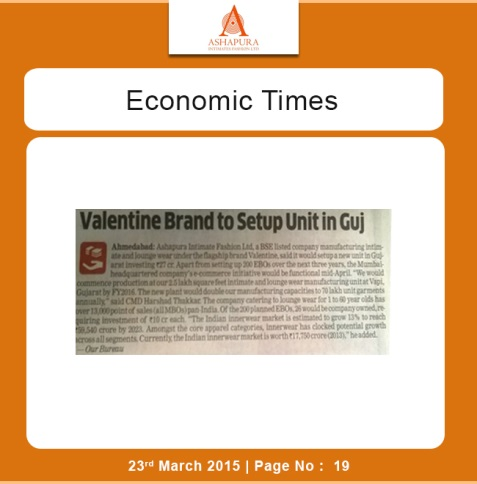 ASHAPURA
INTIMATES FASHION LTD
Economic Times
Valentine Brand to Setup Unit in Guj
Ahmedabad: Ashapura Intimate Fashion Ltd, a BSE listed company manufacturing intim-
ate and lounge wear under the flagship brand Valentine, said it would setup a new unit in Guj-
arat investing ₹27 cr. Apart from setting up 200 EBOs over the next three years, the Mumbai-
headquartered company's e-commerce initiative would be functional mid-April. "We would
commence production at our 2.5 lakh square feet intimate and lounge wear manufacturing unit at Vapi,
Gujarat by FY2016. The new plant would double our manufacturing capacities to 70 lakh unit garments
annually," said CMD Harshad Thakkar. The company catering to lounge wear for 1 to 60 year olds has
over 13,000 point of sales (all MBOs) pan-India. Of the 200 planned EBOs, 26 would be company owned, re-
quiring investment of ₹10 cr each. "The Indian innerwear market is estimated to grow 13% to reach
₹59,540 crore by 2023. Amongst the core apparel categories, innerwear has clocked potential growth
across all segments. Currently, the Indian innerwear market is worth ₹17,750 crore (2013)," he added.
— Our Bureau
23rd March 2015 | Page No : 19